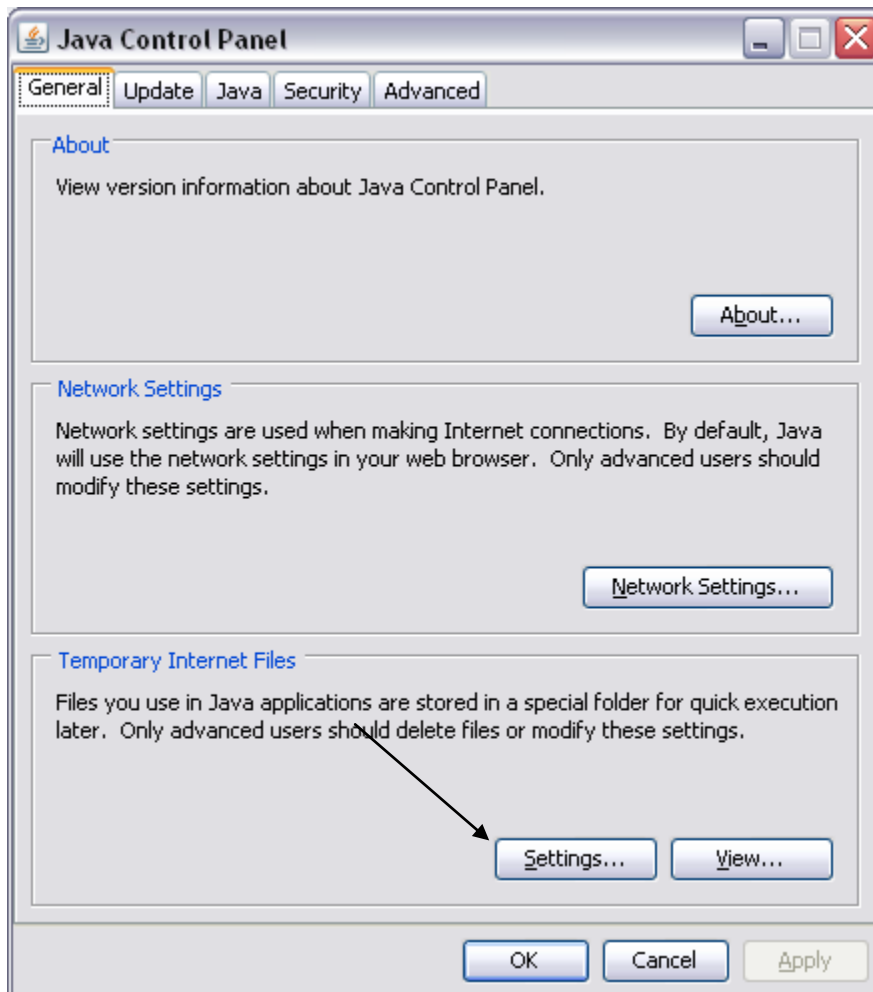 Java Control Panel
General Update Java Security Advanced
About
View version information about Java Control Panel.
About...
Network Settings
Network settings are used when making Internet connections.  By default, Java
will use the network settings in your web browser.  Only advanced users should
modify these settings.
Network Settings...
Temporary Internet Files
Files you use in Java applications are stored in a special folder for quick execution
later.  Only advanced users should delete files or modify these settings.
Settings... View...
OK Cancel Apply